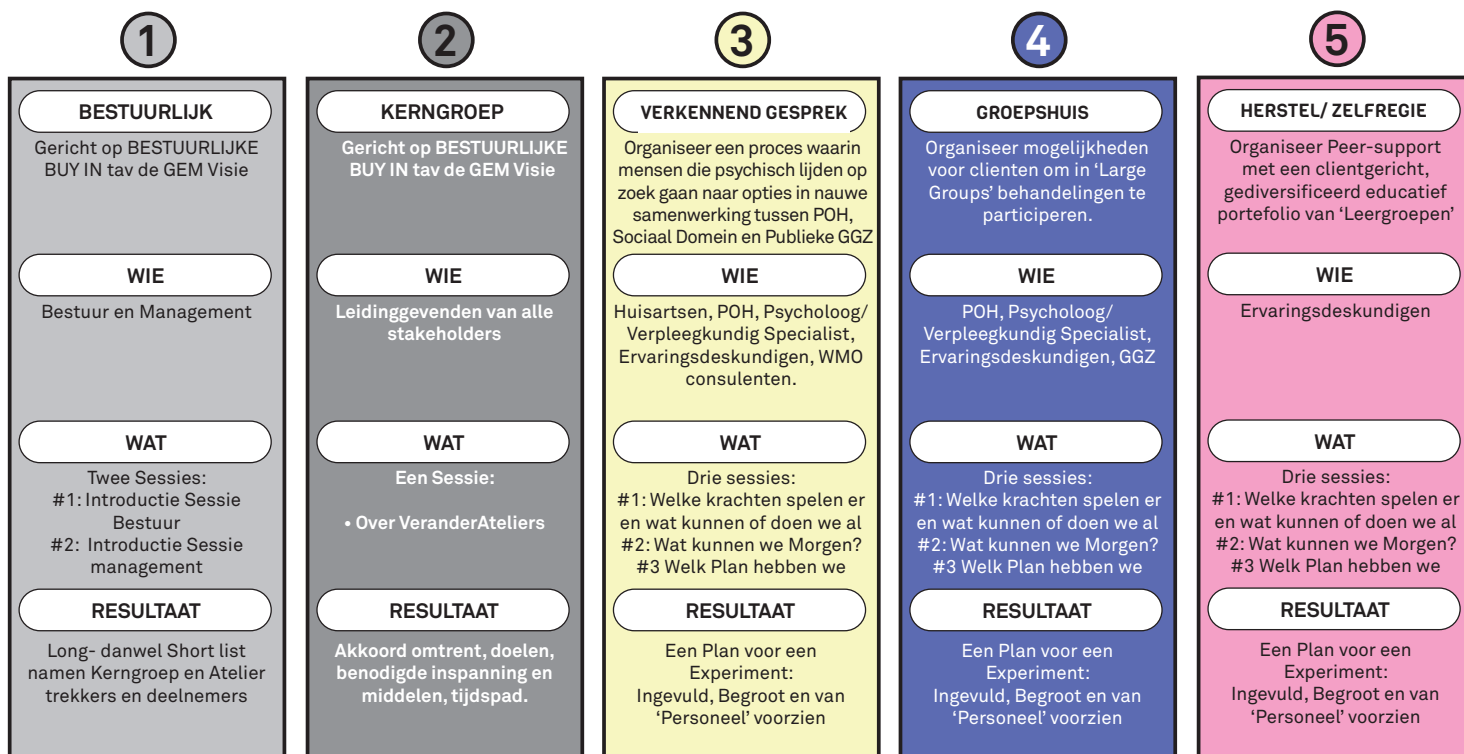 1
BESTUURLIJK
Gericht op BESTUURLIJKE
BUY IN tav de GEM Visie
WIE
Bestuur en Management
WAT
Twee Sessies:
#1: Introductie Sessie
Bestuur
#2: Introductie Sessie
management
RESULTAAT
Long- danwel Short list
namen Kerngroep en Atelier
trekkers en deelnemers
2
KERNGROEP
Gericht op BESTUURLIJKE
BUY IN tav de GEM Visie
WIE
Leidinggevenden van alle
stakeholders
WAT
Een Sessie:
• Over VeranderAteliers
RESULTAAT
Akkoord omtrent, doelen,
benodigde inspanning en
middelen, tijdspad.
3
VERKENNEND GESPREK
Organiseer een proces waarin
mensen die psychisch lijden op
zoek gaan naar opties in nauwe
samenwerking tussen POH,
Sociaal Domein en Publieke GGZ
WIE
Huisartsen, POH, Psycholoog/
Verpleegkundig Specialist,
Ervaringsdeskundigen, WMO
consulenten.
WAT
Drie sessies:
#1: Welke krachten spelen er
en wat kunnen of doen we al
#2: Wat kunnen we Morgen?
#3 Welk Plan hebben we
RESULTAAT
Een Plan voor een
Experiment:
Ingevuld, Begroot en van
‘Personeel’ voorzien
4
GROEPSHUIS
Organiseer mogelijkheden
voor clienten om in ‘Large
Groups’ behandelingen te
participeren.
WIE
POH, Psycholoog/
Verpleegkundig Specialist,
Ervaringsdeskundigen, GGZ
WAT
Drie sessies:
#1: Welke krachten spelen er
en wat kunnen of doen we al
#2: Wat kunnen we Morgen?
#3 Welk Plan hebben we
RESULTAAT
Een Plan voor een
Experiment:
Ingevuld, Begroot en van
‘Personeel’ voorzien
5
HERSTEL/ ZELFREGIE
Organiseer Peer-support
met een clientgericht,
gediversificeerd educatief
portefolio van ‘Leergroepen’
WIE
Ervaringsdeskundigen
WAT
Drie sessies:
#1: Welke krachten spelen er
en wat kunnen of doen we al
#2: Wat kunnen we Morgen?
#3 Welk Plan hebben we
RESULTAAT
Een Plan voor een
Experiment:
Ingevuld, Begroot en van
‘Personeel’ voorzien